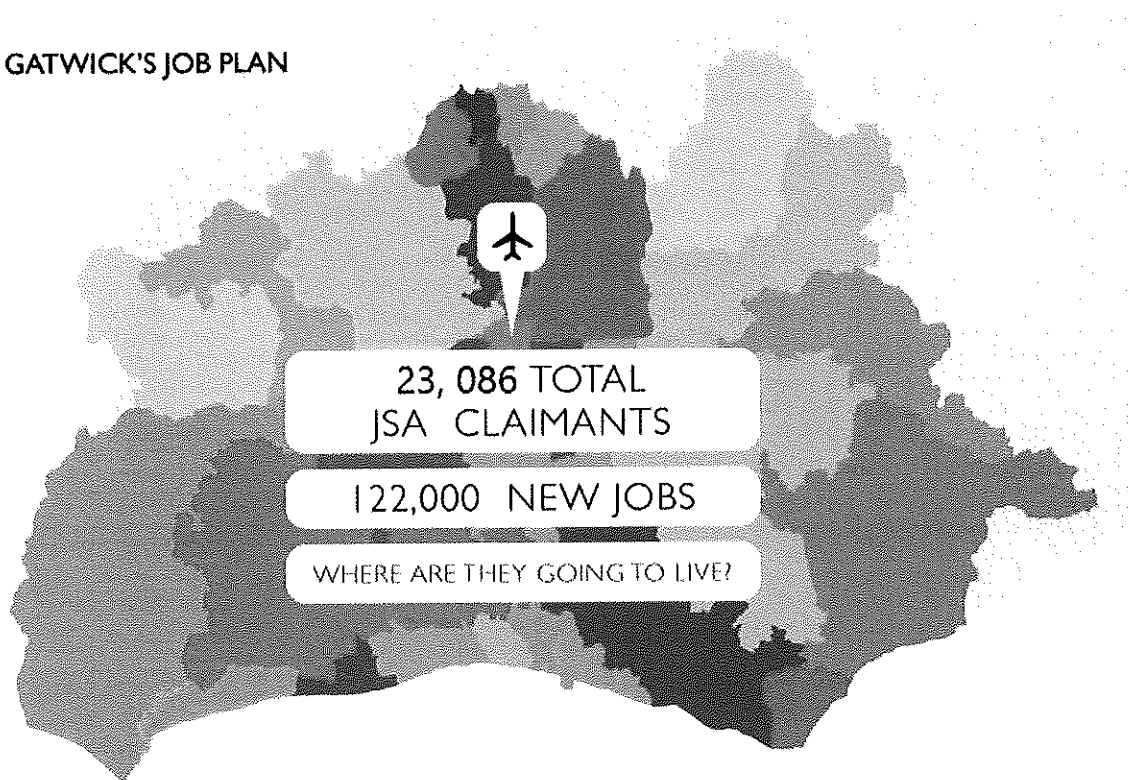 GATWICK'S JOB PLAN
23, 086 TOTAL
JSA CLAIMANTS
122,000 NEW JOBS
WHERE ARE THEY GOING TO LIVE?